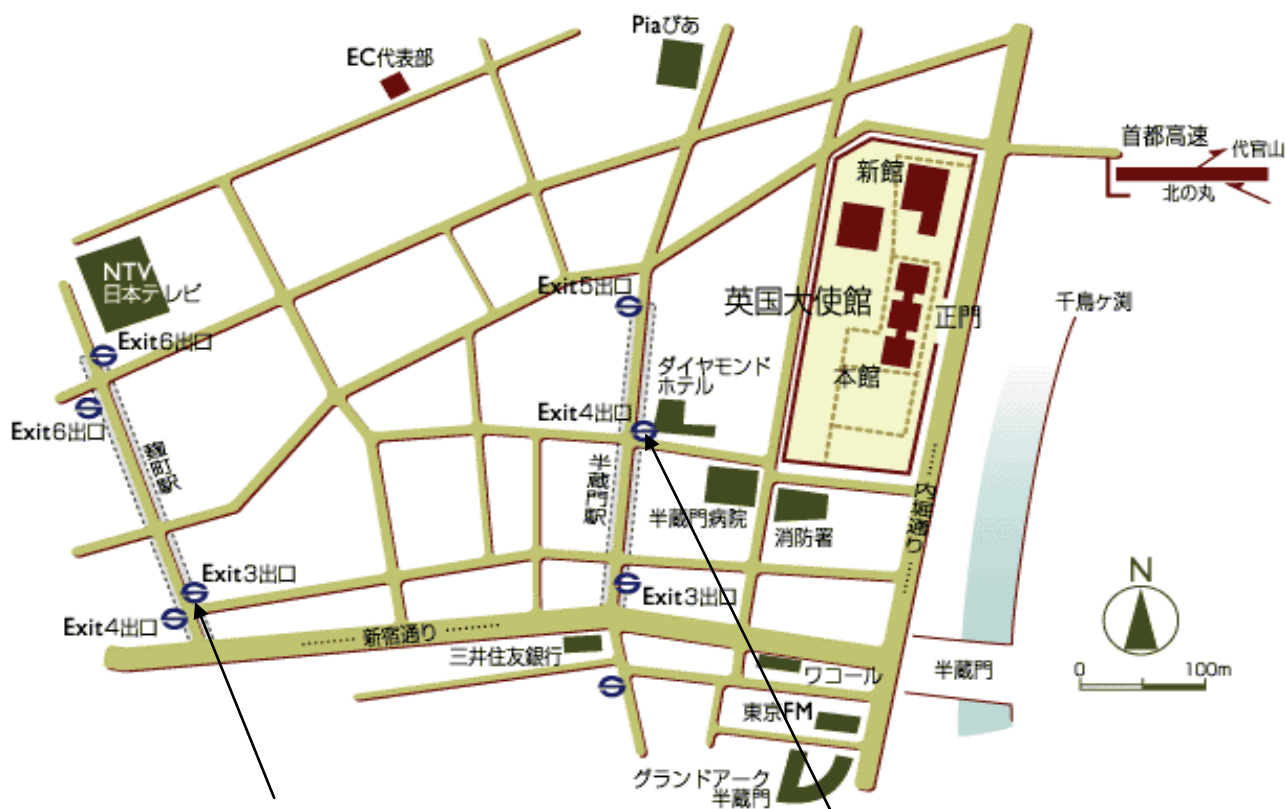 Piaぴあ
EC代表部
首都高速
代官山
北の丸
新館
NTV
日本テレビ
Exit5出口
英国大使館
正門
千鳥ヶ渕
Exit6出口
ダイヤモンド
ホテル
本館
Exit4出口
Exit6出口
麹町駅
半蔵門駅
半蔵門病院
消防署
内堀通り
Exit3出口
Exit3出口
Exit4出口
新宿通り
三井住友銀行
ワコール
半蔵門
N
0 100m
東京FM
グランドアーク
半蔵門